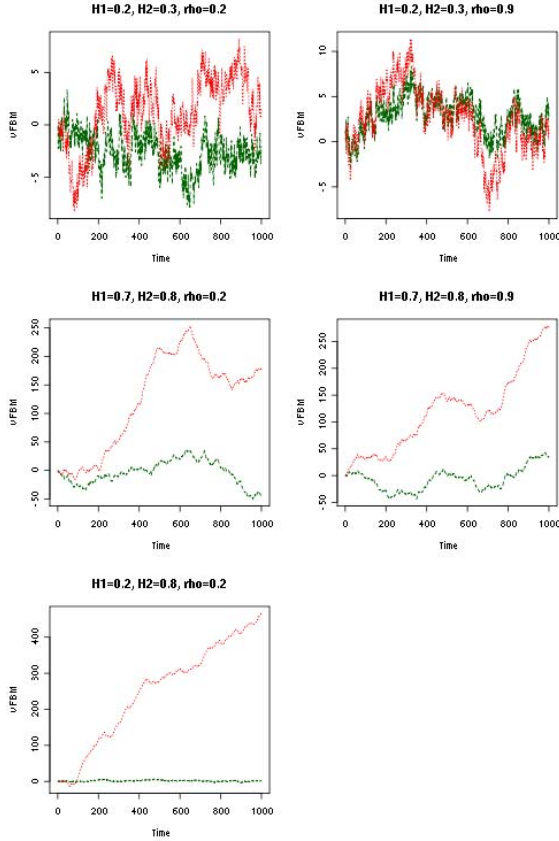 H1=0.2, H2=0.3, rho=0.2
vFBM
5
0
-5
0 200 400 600 800 1000
Time
H1=0.2, H2=0.3, rho=0.9
vFBM
10
5
0
-5
0 200 400 600 800 1000
Time
H1=0.7, H2=0.8, rho=0.2
vFBM
250
200
150
100
50
0
-50
0 200 400 600 800 1000
Time
H1=0.7, H2=0.8, rho=0.9
vFBM
250
200
150
100
50
0
-50
0 200 400 600 800 1000
Time
H1=0.2, H2=0.8, rho=0.2
vFBM
400
300
200
100
0
0 200 400 600 800 1000
Time